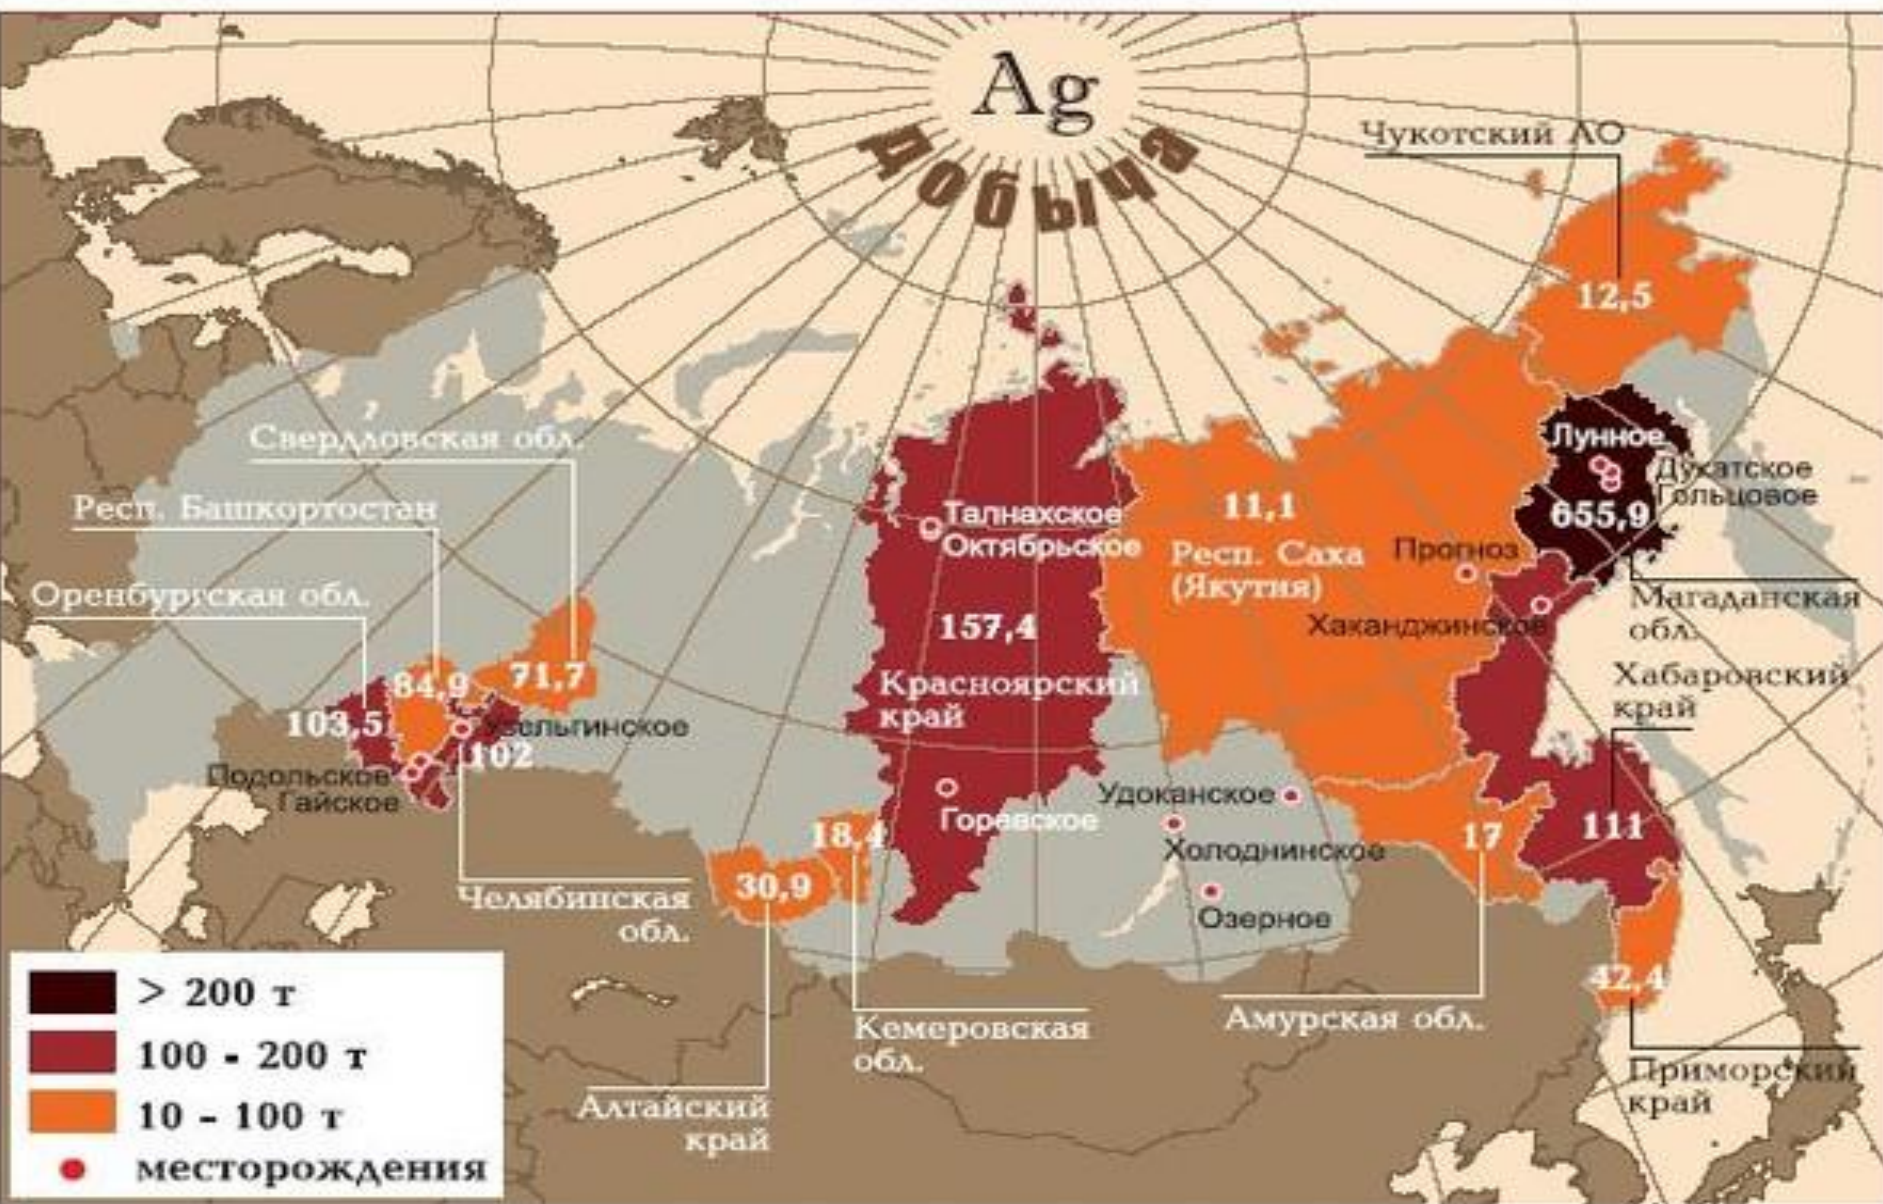 Ag
добыча
Чукотский АО
12,5
Свердловская обл.
Респ. Башкортостан
Оренбургская обл.
84,9
71,7
103,5
102
Узельгинское
Подольское
Гайское
Челябинская
обл.
Талнахское
Октябрьское
157,4
Красноярский
край
Горевское
11,1
Респ. Саха
(Якутия)
Прогноз
Хаканджинское
Лунное
Дукатское
Гольцовое
655,9
Магаданская
обл.
Хабаровский
край
111
Удоканское
Холоднинское
Озерное
17
18,4
30,9
42,4
Амурская обл.
Кемеровская
обл.
Алтайский
край
Приморский
край
> 200 т
100 - 200 т
10 - 100 т
месторождения